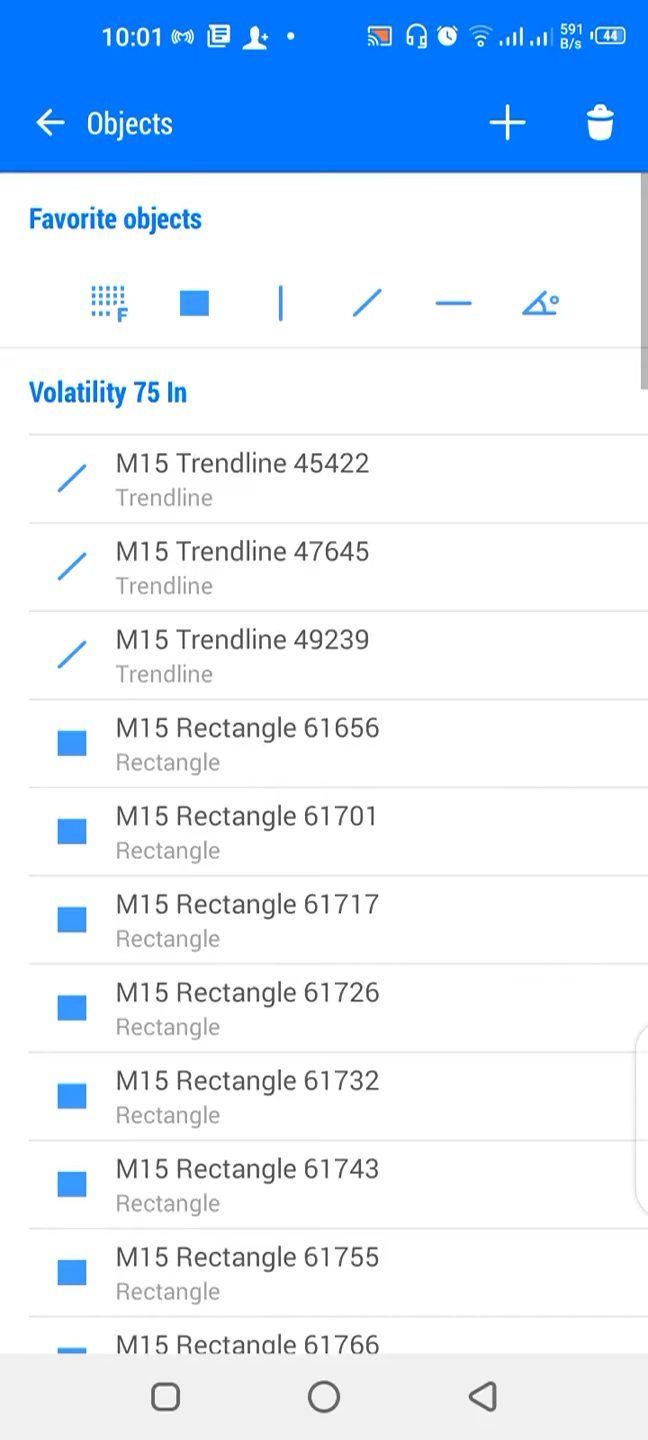 10:01
591
B/s
44
Objects
Favorite objects
F
Volatility 75 In
M15 Trendline 45422
Trendline
M15 Trendline 47645
Trendline
M15 Trendline 49239
Trendline
M15 Rectangle 61656
Rectangle
M15 Rectangle 61701
Rectangle
M15 Rectangle 61717
Rectangle
M15 Rectangle 61726
Rectangle
M15 Rectangle 61732
Rectangle
M15 Rectangle 61743
Rectangle
M15 Rectangle 61755
Rectangle
M15 Rectangle 61766